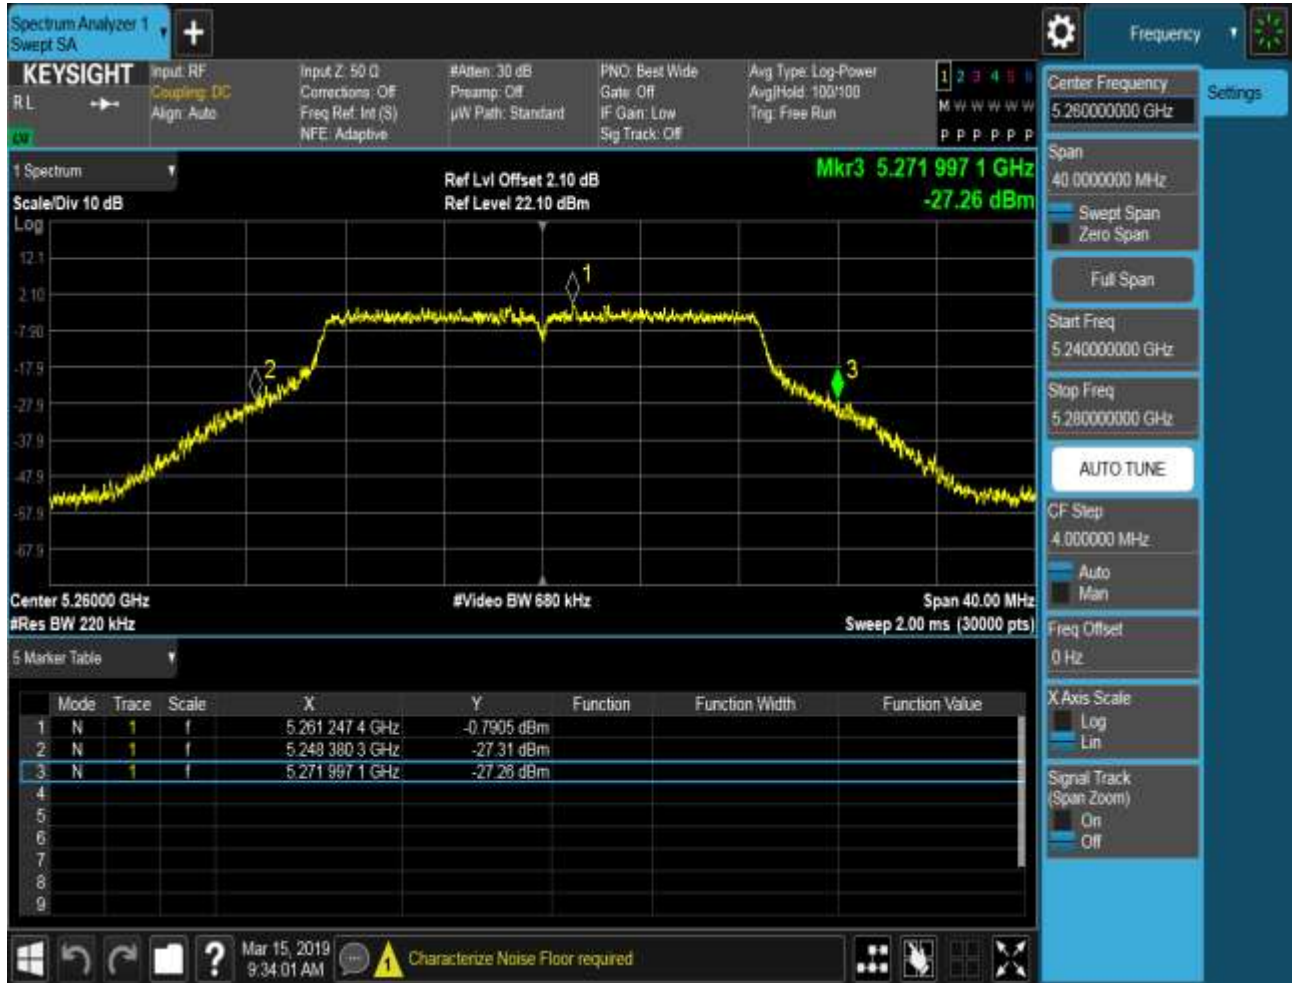 Spectrum Analyzer 1
Swept SA
+
Frequency
KEYSIGHT
RL
Input: RF
Coupling: DC
Align: Auto
Input Z: 50 Ω
Corrections: Off
Freq Ref: Int (S)
NFE: Adaptive
#Atten: 30 dB
Preamp: Off
µW Path: Standard
PNO: Best Wide
Gate: Off
IF Gain: Low
Sig Track: Off
Avg Type: Log-Power
Avg|Hold: 100/100
Trig: Free Run
1 2 3 4 5 6
M W W W W W
P P P P P P
1 Spectrum
Scale/Div 10 dB
Ref Lvl Offset 2.10 dB
Ref Level 22.10 dBm
Mkr3 5.271 997 1 GHz
-27.26 dBm
Log
12.1
2.10
-7.90
-17.9
-27.9
-37.9
-47.9
-57.9
-67.9
1
2
3
Center 5.26000 GHz
#Video BW 680 kHz
Span 40.00 MHz
#Res BW 220 kHz
Sweep 2.00 ms (30000 pts)
5 Marker Table
Mode Trace Scale X Y Function Function Width Function Value
1 N 1 f 5.261 247 4 GHz -0.7905 dBm
2 N 1 f 5.248 380 3 GHz -27.31 dBm
3 N 1 f 5.271 997 1 GHz -27.26 dBm
4
5
6
7
8
9
Mar 15, 2019
9:34:01 AM
?
1
Characterize Noise Floor required
Center Frequency
5.260000000 GHz
Settings
Span
40.0000000 MHz
Swept Span
Zero Span
Full Span
Start Freq
5.240000000 GHz
Stop Freq
5.280000000 GHz
AUTO TUNE
CF Step
4.000000 MHz
Auto
Man
Freq Offset
0 Hz
X Axis Scale
Log
Lin
Signal Track
(Span Zoom)
On
Off